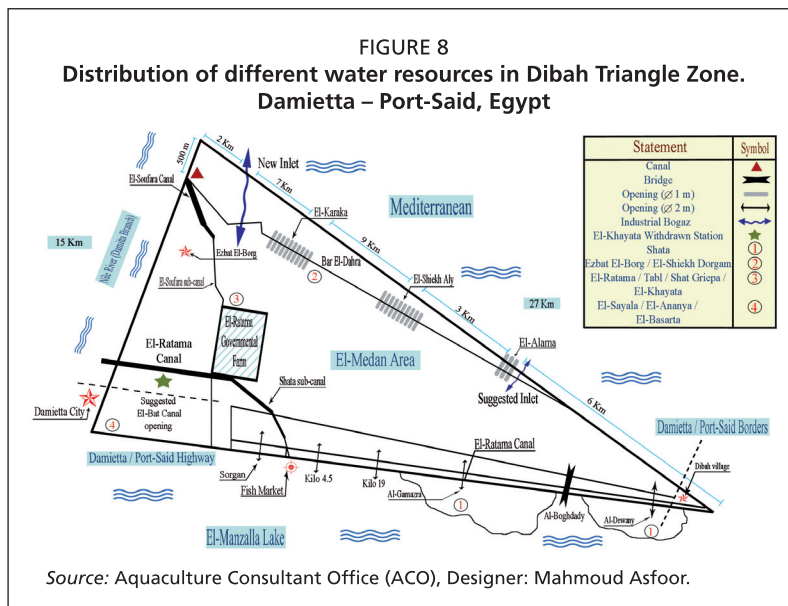 FIGURE 8
Distribution of different water resources in Dibah Triangle Zone.
Damietta – Port-Said, Egypt
2 Km
500 m
New Inlet
El-Soufara Canal
7 Km
Mediterranean
El-Karaka
15 Km
Nile River (Damitta Branch)
Ezbat El-Borg
9 Km
Bar El-Dahra
2
El-Soufara sub-canal
El-Shiekh Aly
3
El-Ratama
Governmental
Farm
3 Km
27 Km
El-Ratama
Canal
El-Medan Area
El-Alama
Shata sub-canal
Suggested Inlet
6 Km
Damietta City
Suggested
El-Bat Canal
opening
4
Damietta / Port-Said Borders
Damietta / Port-Said Highway
El-Ratama Canal
Dibah village
Sorgan
Kilo 4.5
Kilo 19
Fish Market
Al-Gamazra
1
Al-Boghdady
Al-Dewany
1
El-Manzalla Lake
Statement Symbol
Canal
Bridge
Opening (Ø 1 m)
Opening (Ø 2 m)
Industrial Bogaz
El-Khayata Withdrawn Station
Shata 1
Ezbat El-Borg / El-Shickh Dorgam 2
El-Ratama / Tabl / Shat Griepa / 3
El-Khayata
El-Sayala / El-Ananya / 4
El-Basarta
Source: Aquaculture Consultant Office (ACO), Designer: Mahmoud Asfoor.